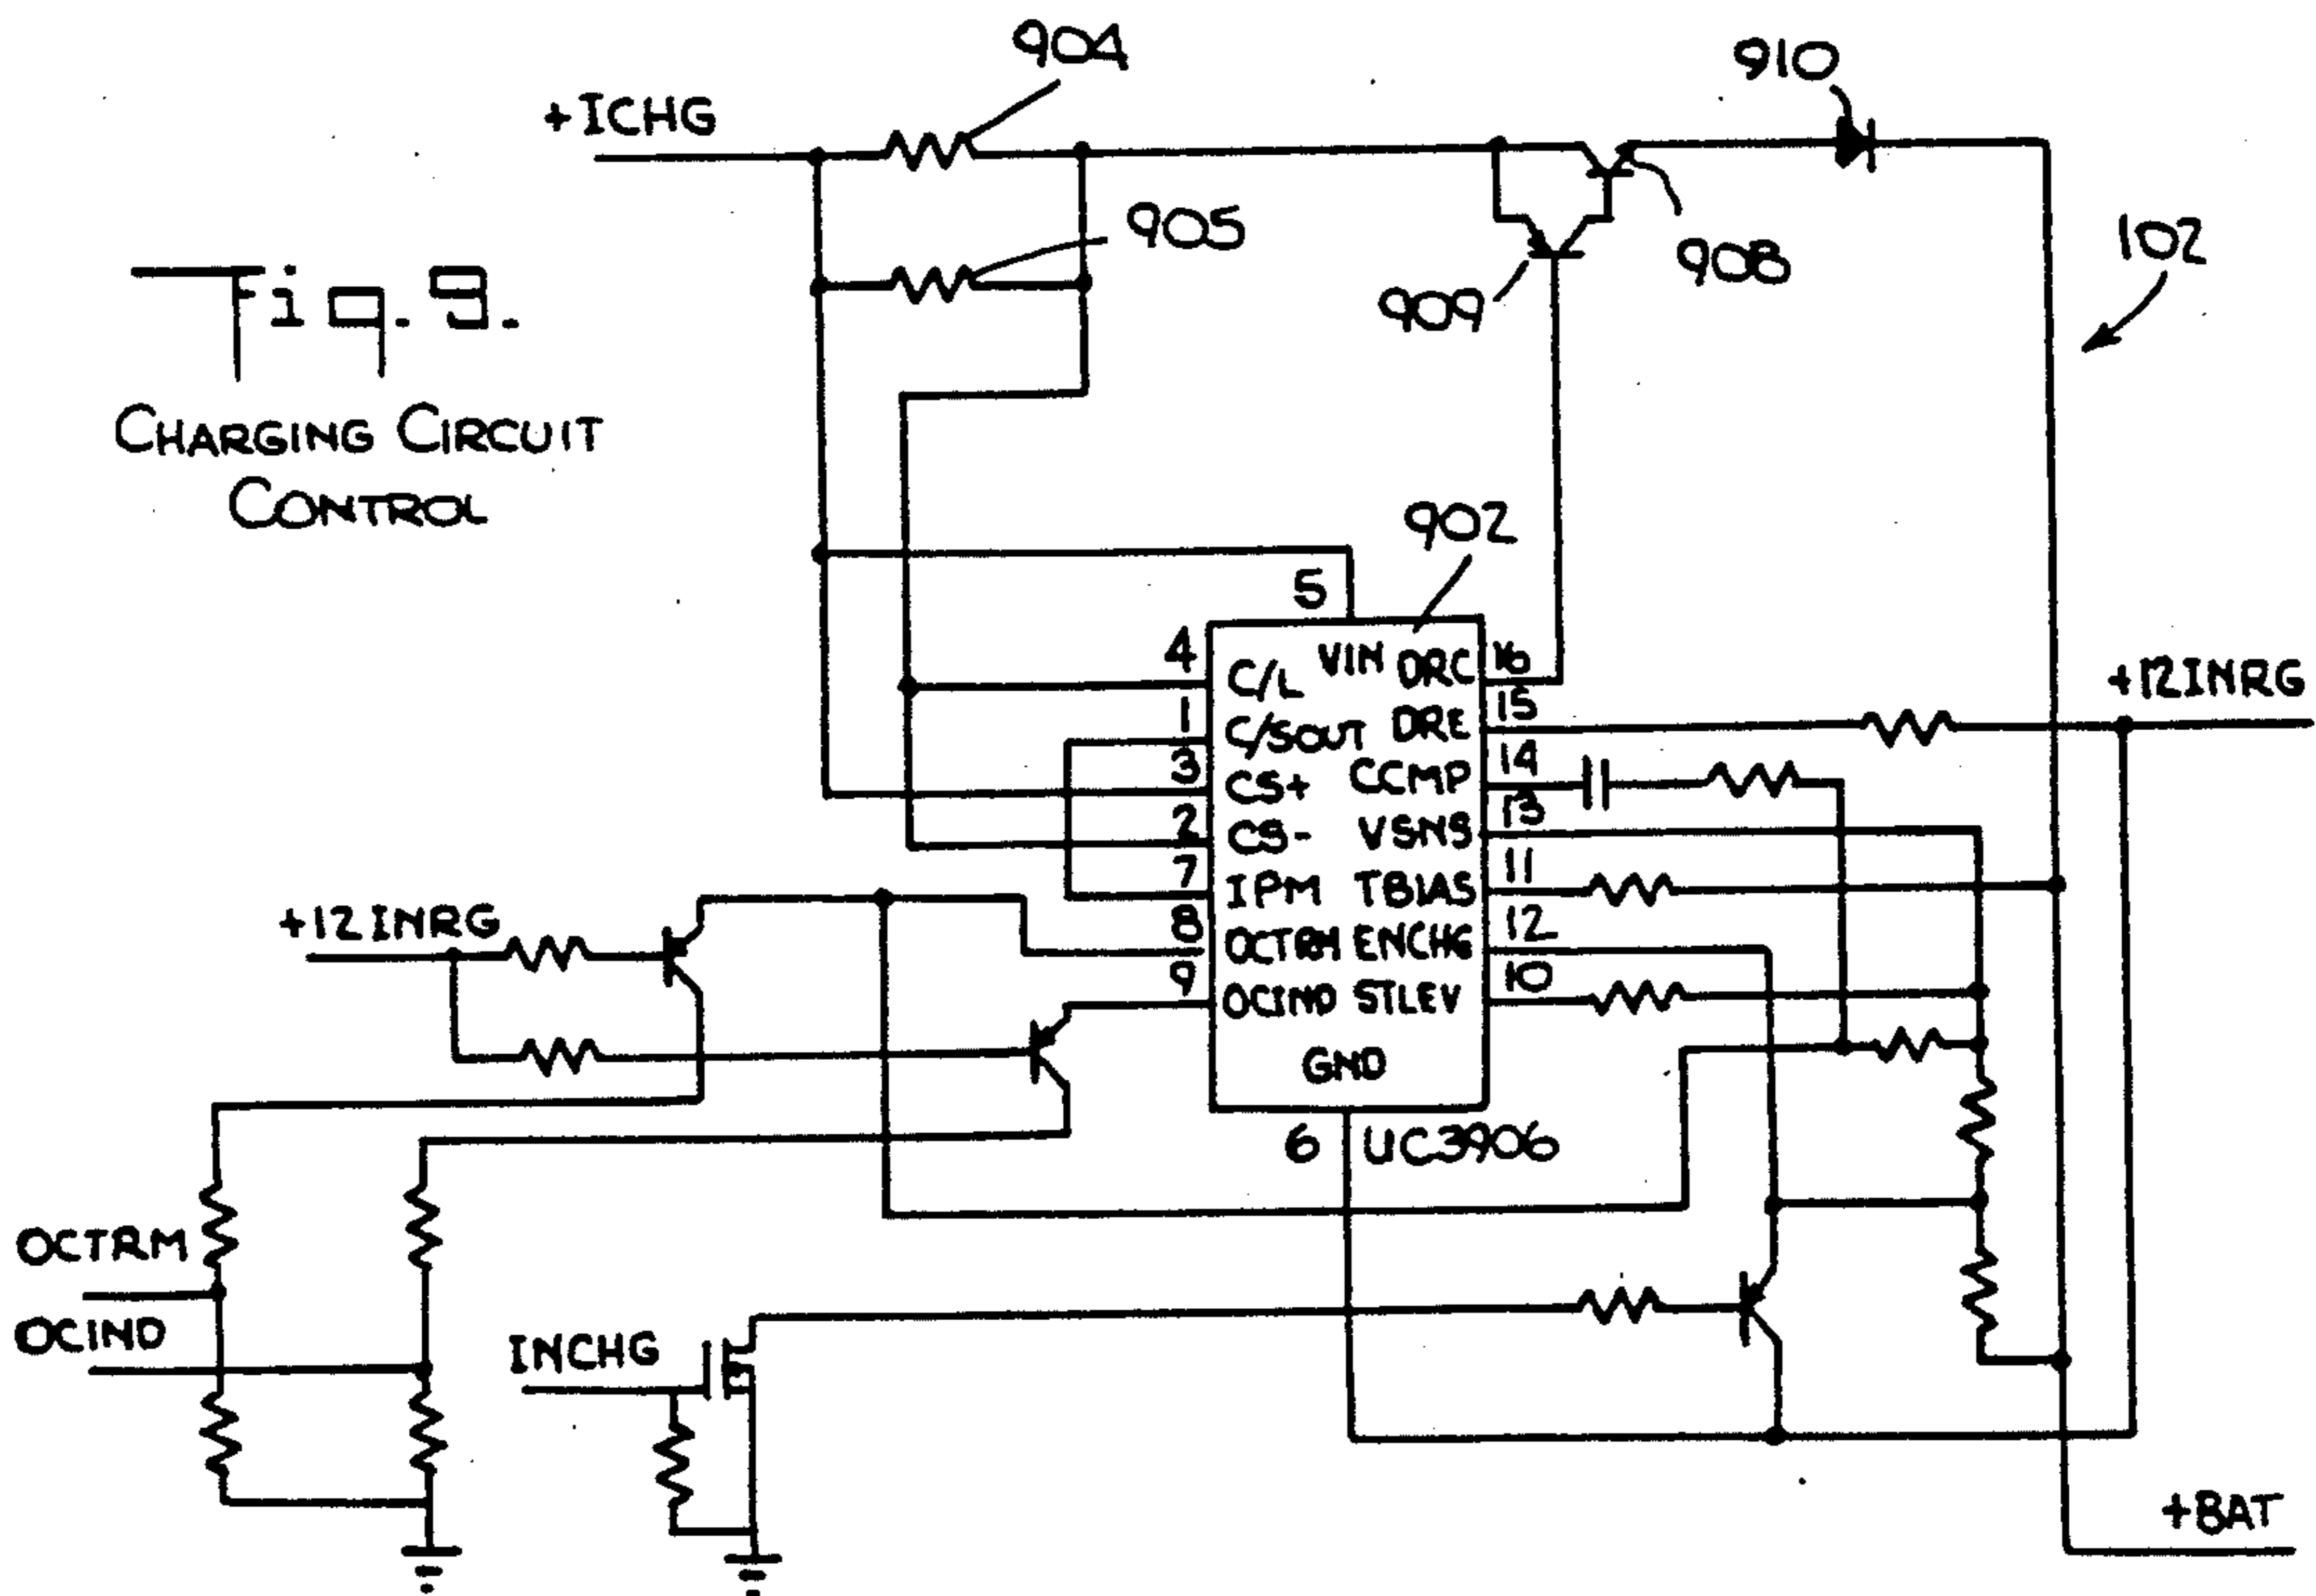 904
910
+ICHG
905
908
102
Fig. 9.
909
CHARGING CIRCUIT
CONTROL
902
5
4
C/L
VIN
DRC
16
+12INRG
1
C/SOUT
DRE
15
3
CS+
CCMP
14
2
CS-
VSNS
13
7
IPM
TBIAS
11
+12INRG
8
OCTRM
ENCHG
12
9
OCIND
STLEV
10
GND
6
UC3906
OCTRM
OCIND
INCHG
+BAT